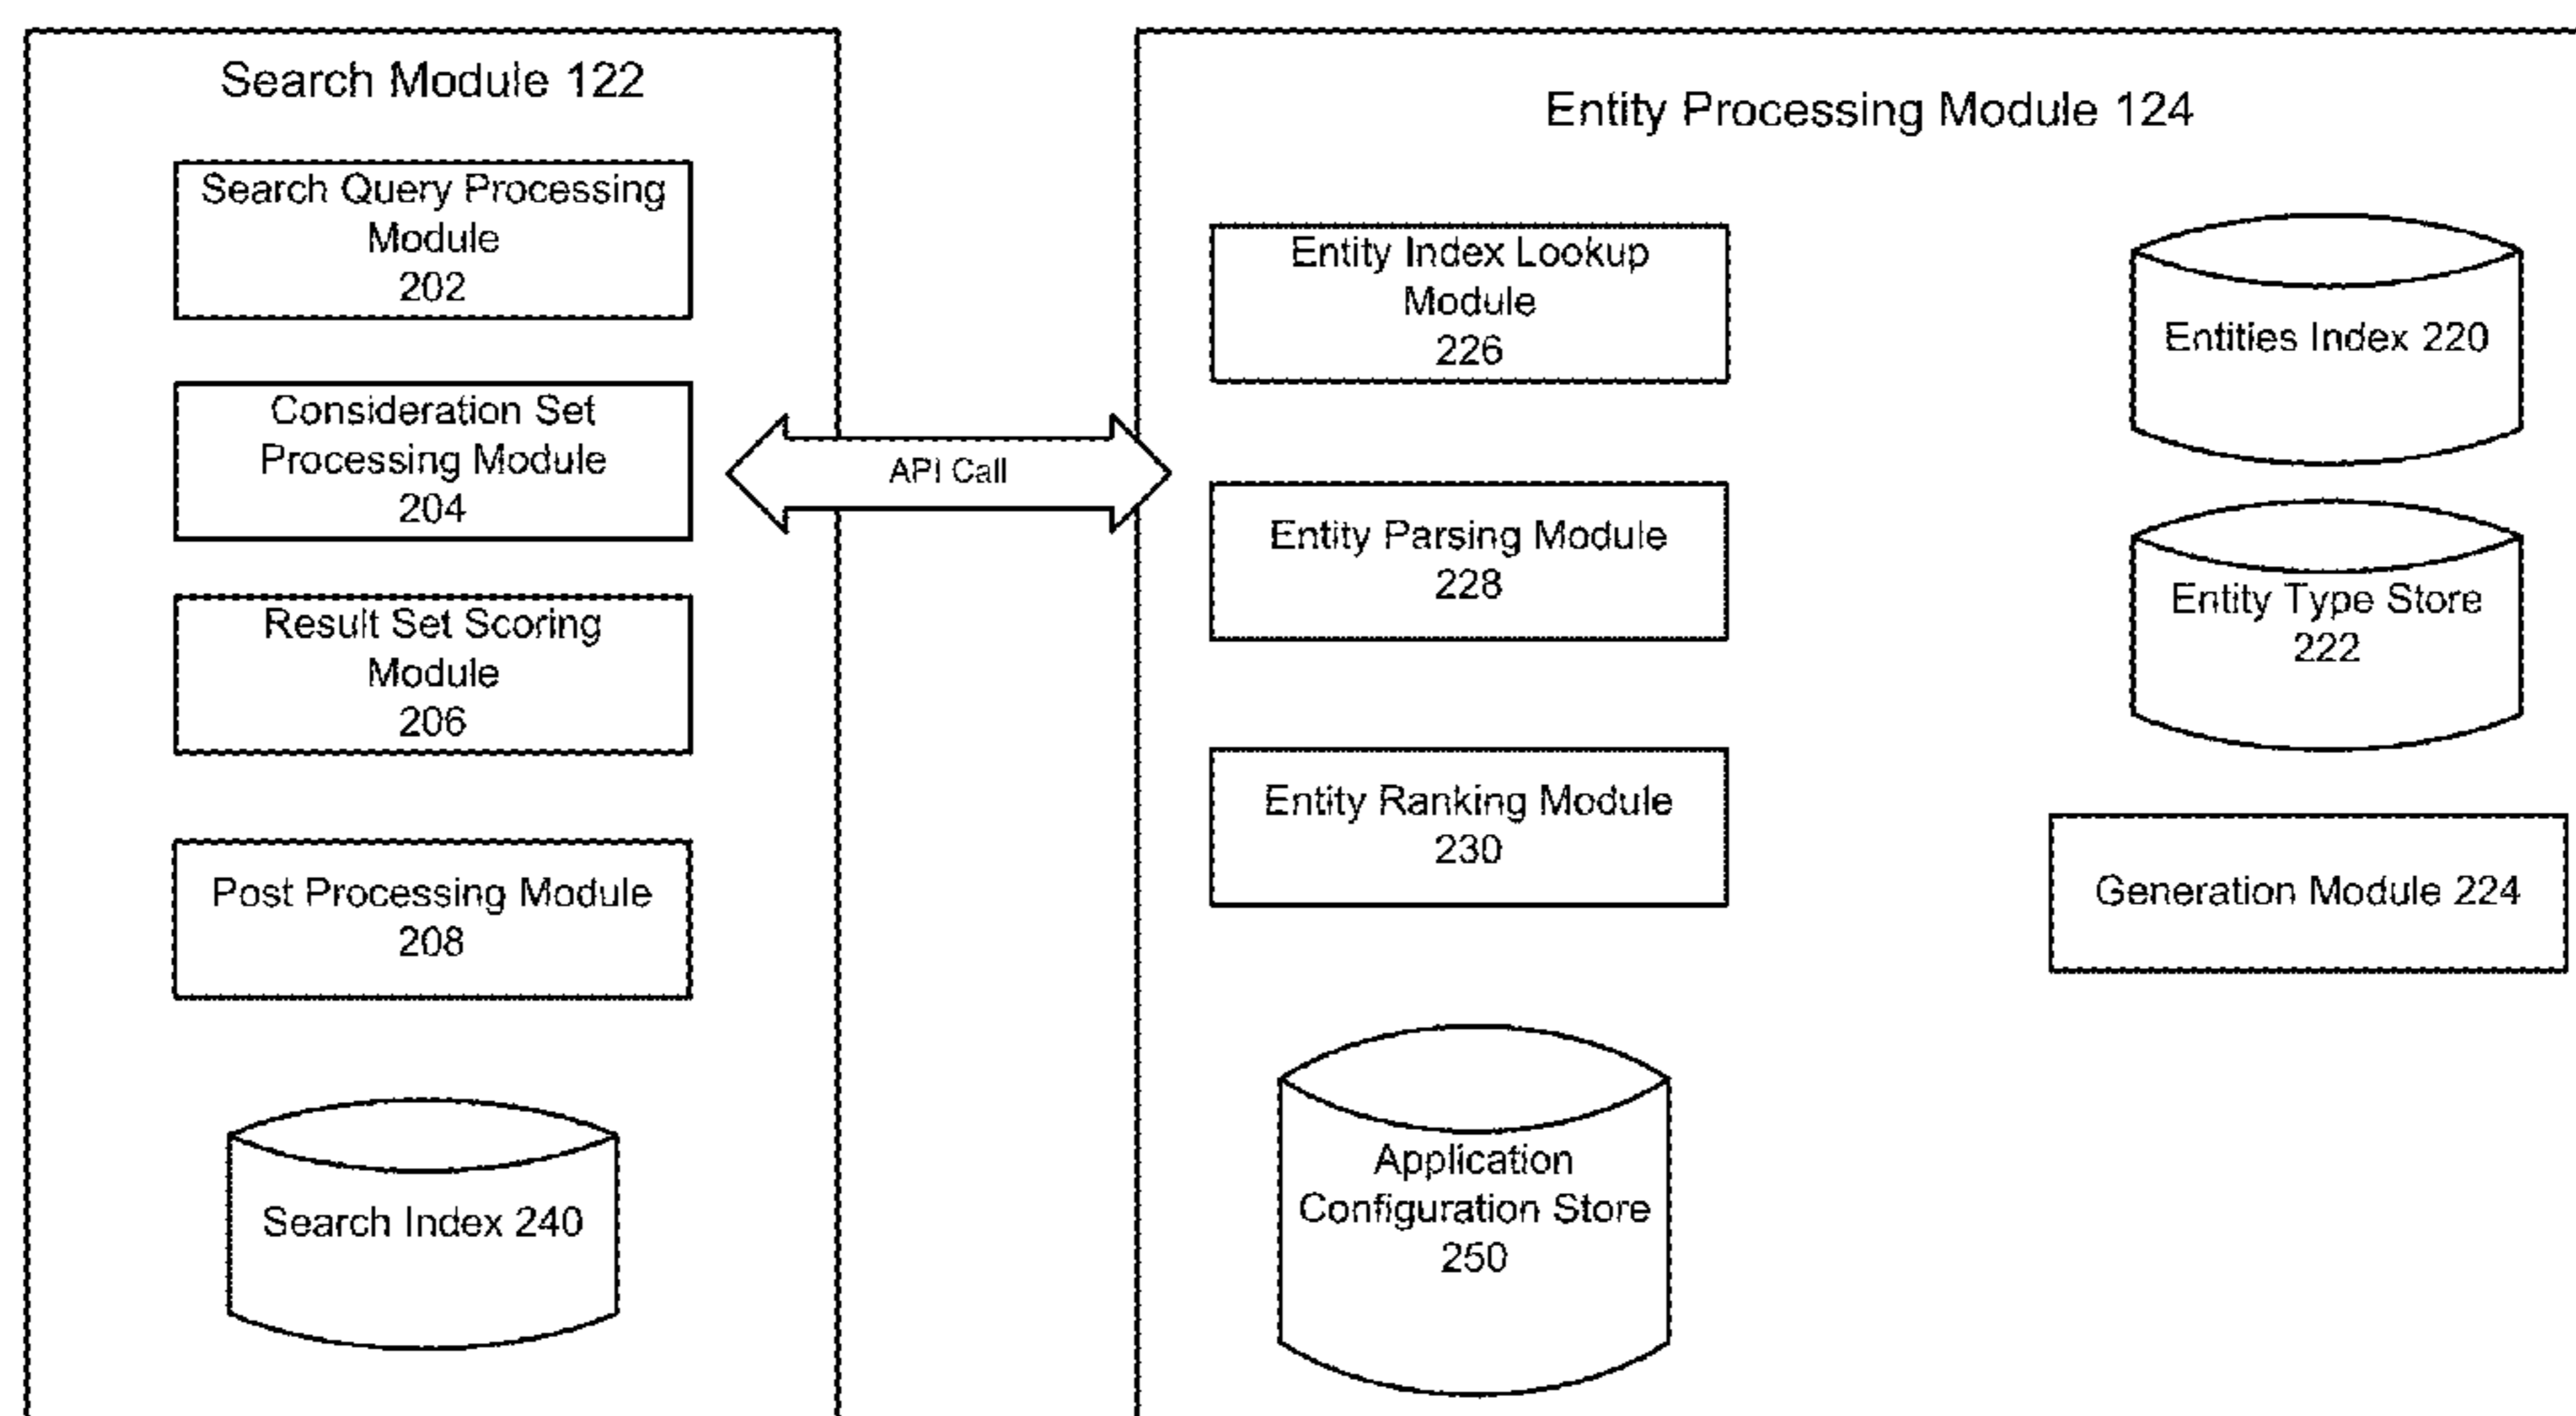 Search Module 122
Search Query Processing
Module
202
Consideration Set
Processing Module
204
Result Set Scoring
Module
206
Post Processing Module
208
Search Index 240
API Call
Entity Processing Module 124
Entity Index Lookup
Module
226
Entity Parsing Module
228
Entity Ranking Module
230
Application
Configuration Store
250
Entities Index 220
Entity Type Store
222
Generation Module 224